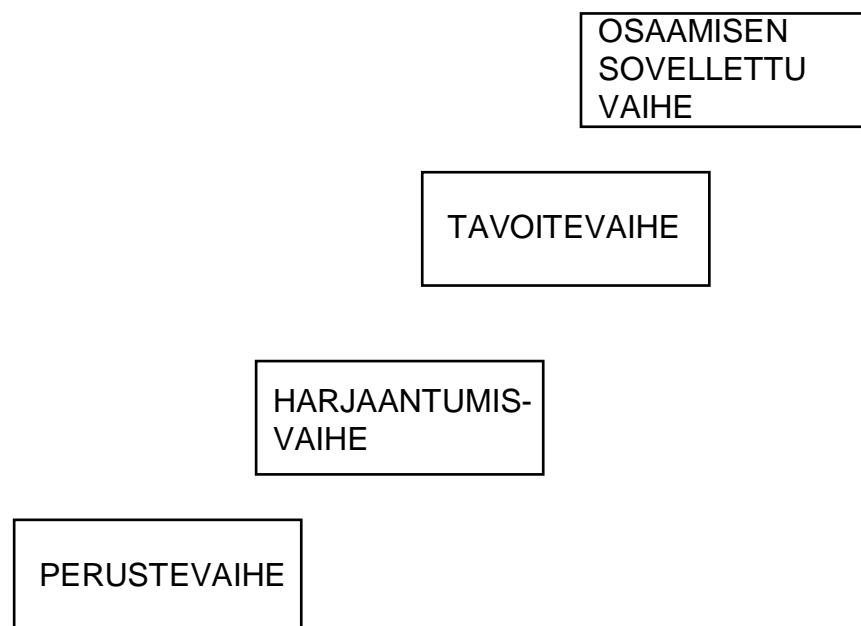 OSAAMISEN
SOVELLETTU
VAIHE
TAVOITEVAIHE
HARJAANTUMIS-
VAIHE
PERUSTEVAIHE